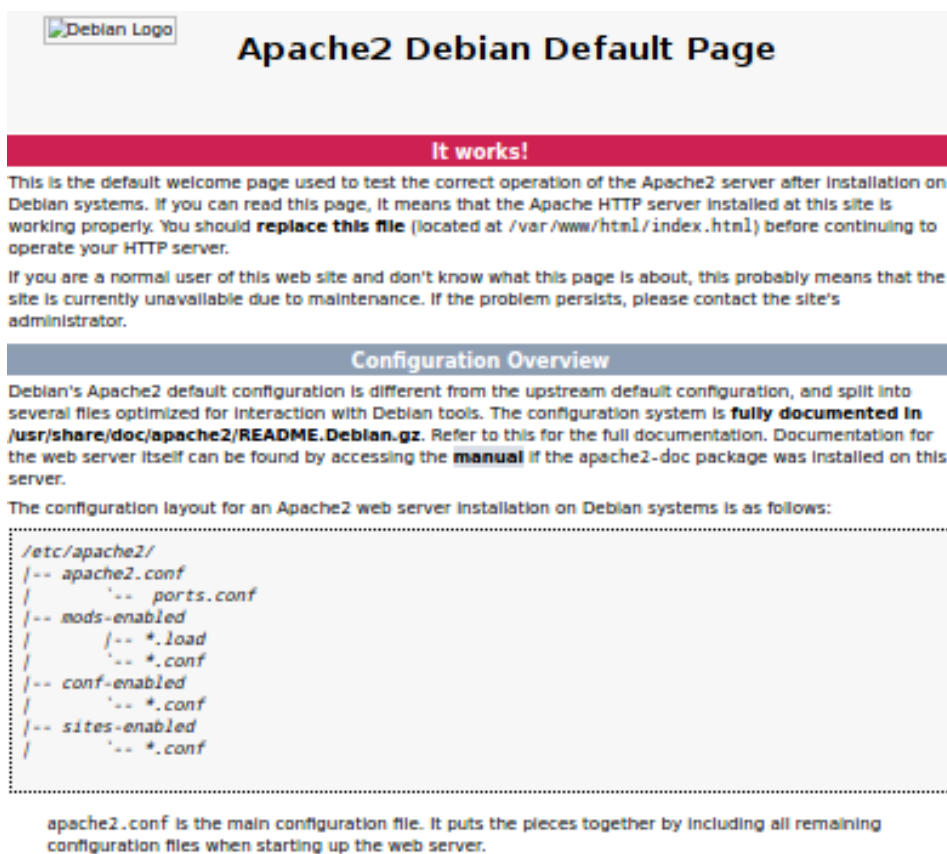 Debian Logo
Apache2 Debian Default Page
It works!
This is the default welcome page used to test the correct operation of the Apache2 server after installation on
Debian systems. If you can read this page, it means that the Apache HTTP server installed at this site is
working properly. You should replace this file (located at /var/www/html/index.html) before continuing to
operate your HTTP server.
If you are a normal user of this web site and don't know what this page is about, this probably means that the
site is currently unavailable due to maintenance. If the problem persists, please contact the site's
administrator.
Configuration Overview
Debian's Apache2 default configuration is different from the upstream default configuration, and split into
several files optimized for interaction with Debian tools. The configuration system is fully documented in
/usr/share/doc/apache2/README.Debian.gz. Refer to this for the full documentation. Documentation for
the web server itself can be found by accessing the manual if the apache2-doc package was installed on this
server.
The configuration layout for an Apache2 web server installation on Debian systems is as follows:
/etc/apache2/
|-- apache2.conf
|       `--  ports.conf
|-- mods-enabled
|       |-- *.load
|       `-- *.conf
|-- conf-enabled
|       `-- *.conf
|-- sites-enabled
|       `-- *.conf
apache2.conf is the main configuration file. It puts the pieces together by including all remaining
configuration files when starting up the web server.